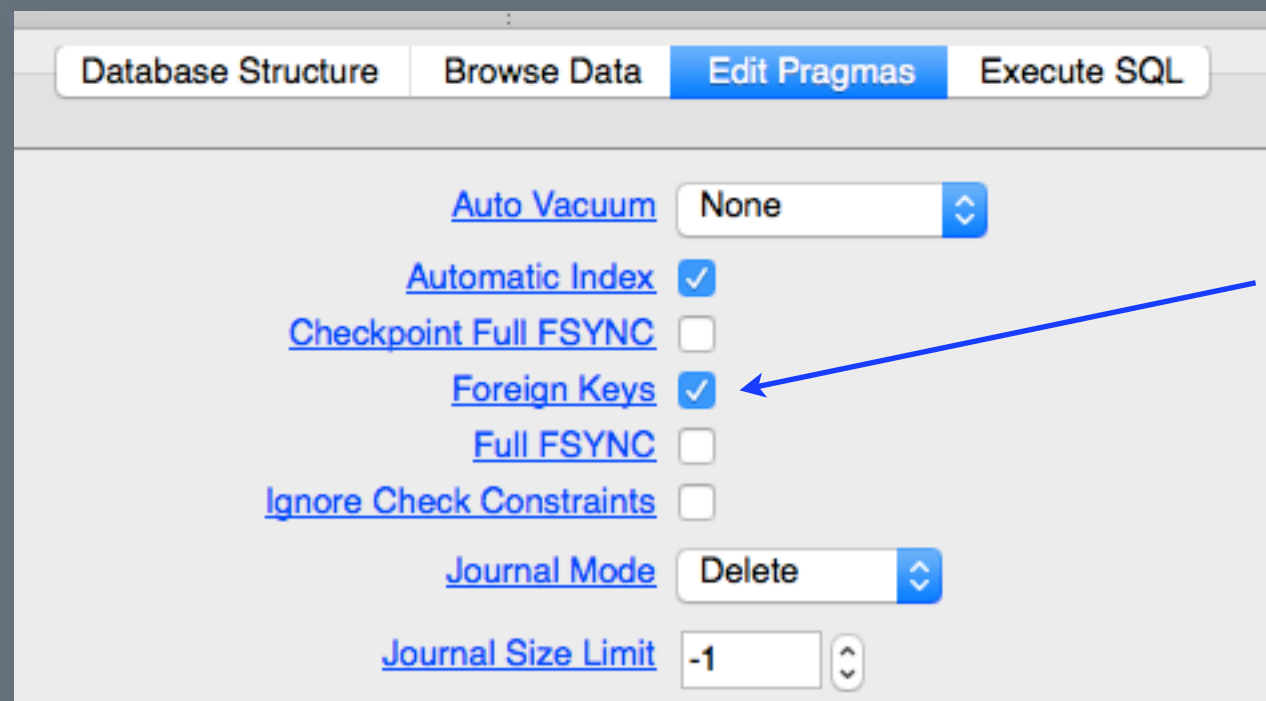 Database Structure Browse Data Edit Pragmas Execute SQL
Auto Vacuum None
Automatic Index
Checkpoint Full FSYNC
Foreign Keys
Full FSYNC
Ignore Check Constraints
Journal Mode Delete
Journal Size Limit -1